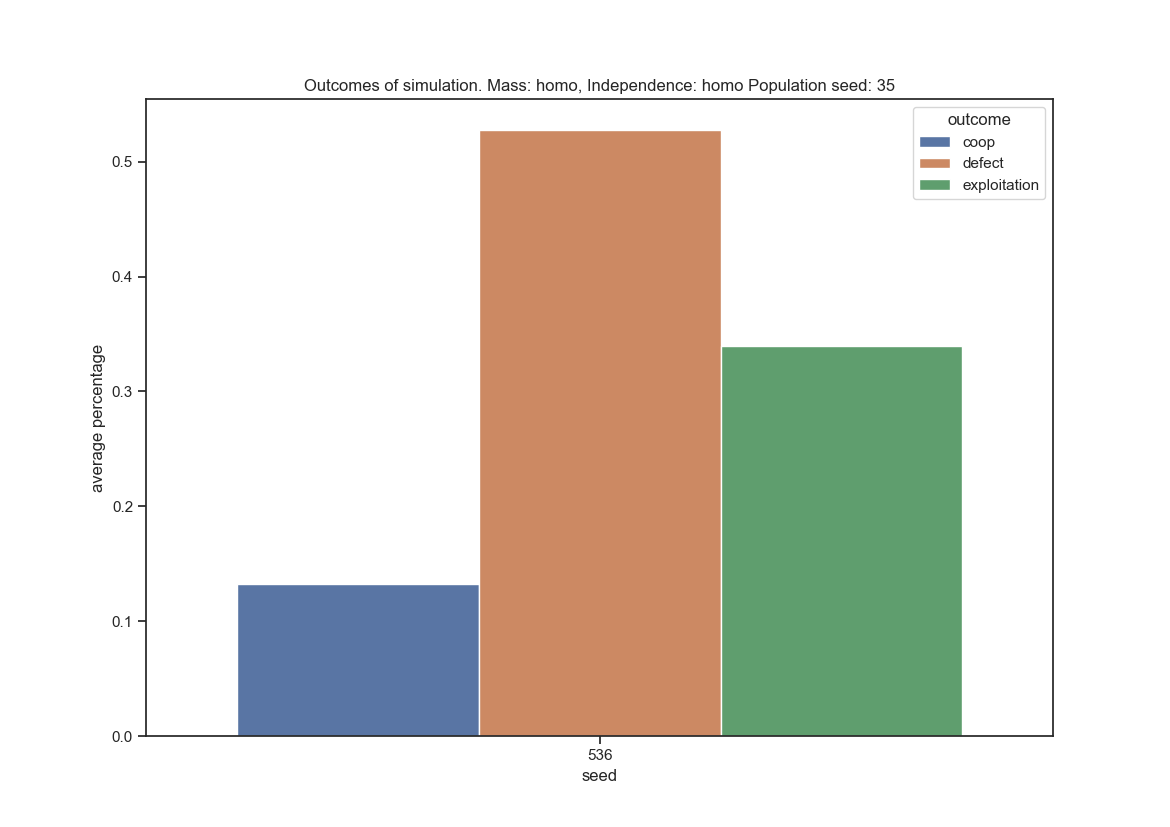 Outcomes of simulation. Mass: homo, Independence: homo Population seed: 35
outcome
coop
defect
exploitation
average percentage
0.5
0.4
0.3
0.2
0.1
0.0
536
seed